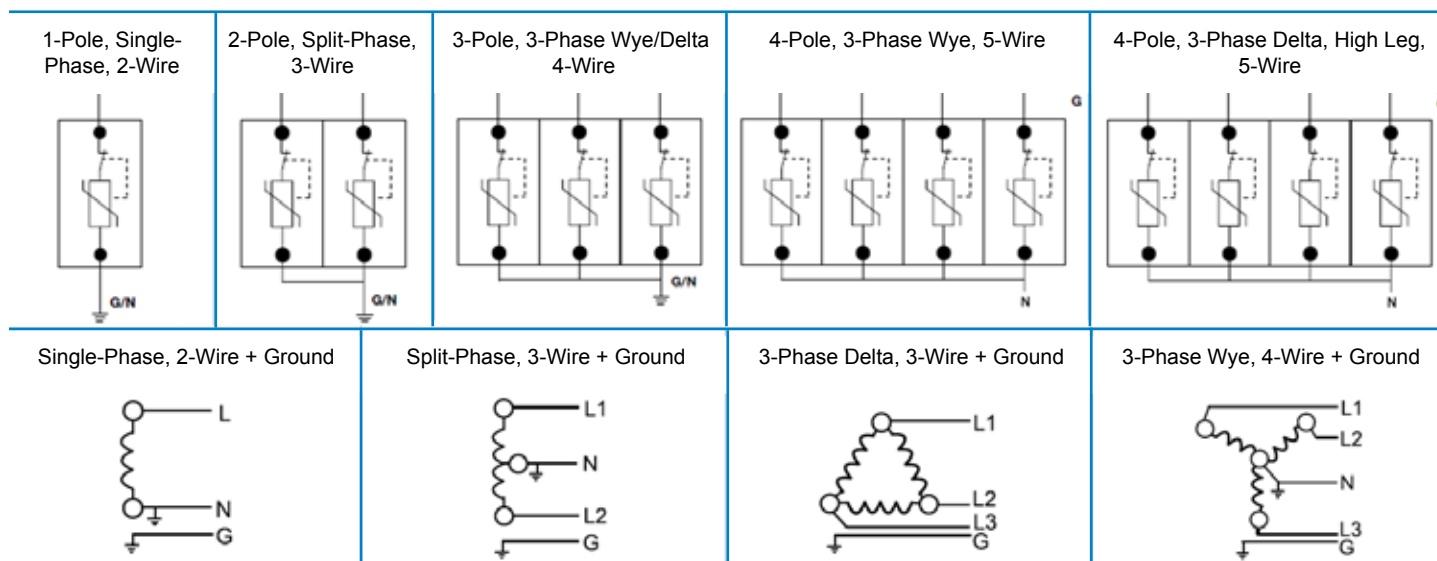 1-Pole, Single-
Phase, 2-Wire
2-Pole, Split-Phase,
3-Wire
3-Pole, 3-Phase Wye/Delta
4-Wire
4-Pole, 3-Phase Wye, 5-Wire
4-Pole, 3-Phase Delta, High Leg,
5-Wire
G/N
G/N
G/N
G
N
N
Single-Phase, 2-Wire + Ground
Split-Phase, 3-Wire + Ground
3-Phase Delta, 3-Wire + Ground
3-Phase Wye, 4-Wire + Ground
L
N
G
L1
N
L2
G
L1
L2
L3
G
L1
L2
N
L3
G